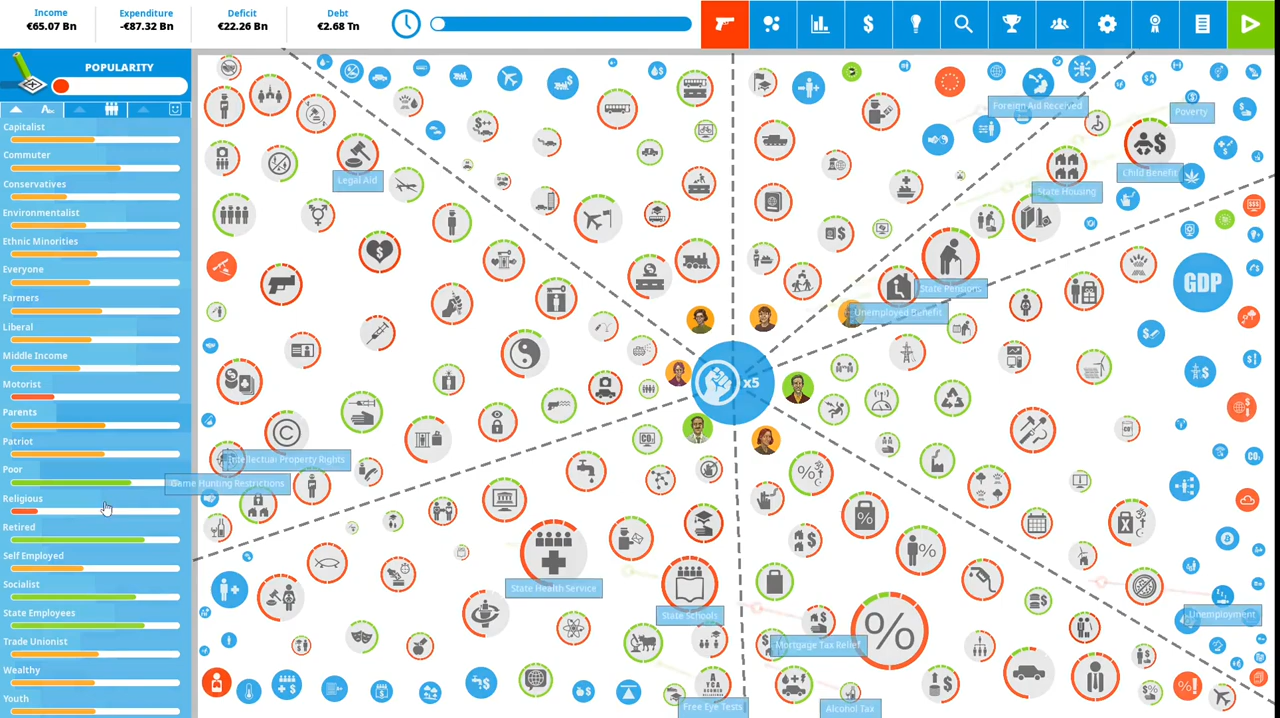 Income
Expenditure
Deficit
Debt
€65.07 Bn
-€87.32 Bn
€22.26 Bn
€2.68 Tn
POPULARITY
Capitalist
Commuter
Conservatives
Environmentalist
Ethnic Minorities
Everyone
Farmers
Liberal
Middle Income
Motorist
Parents
Patriot
Poor
Religious
Retired
Self Employed
Socialist
State Employees
Trade Unionist
Wealthy
Youth
Foreign Aid Received
Poverty
Legal Aid
Child Benefit
State Housing
State Pensions
Unemployed Benefit
GDP
x5
Intellectual Property Rights
Game Hunting Restrictions
State Health Service
State Schools
Unemployment
Mortgage Tax Relief
Free Eye Tests
Alcohol Tax